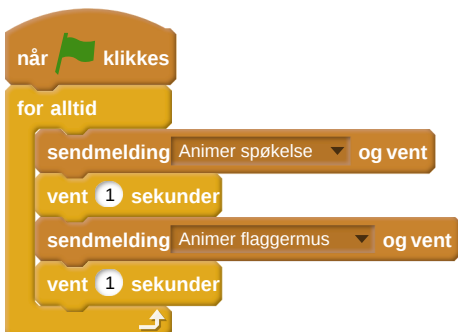 når klikkes
for alltid
sendmelding Animer spøkelse og vent
vent 1 sekunder
sendmelding Animer flaggermus og vent
vent 1 sekunder